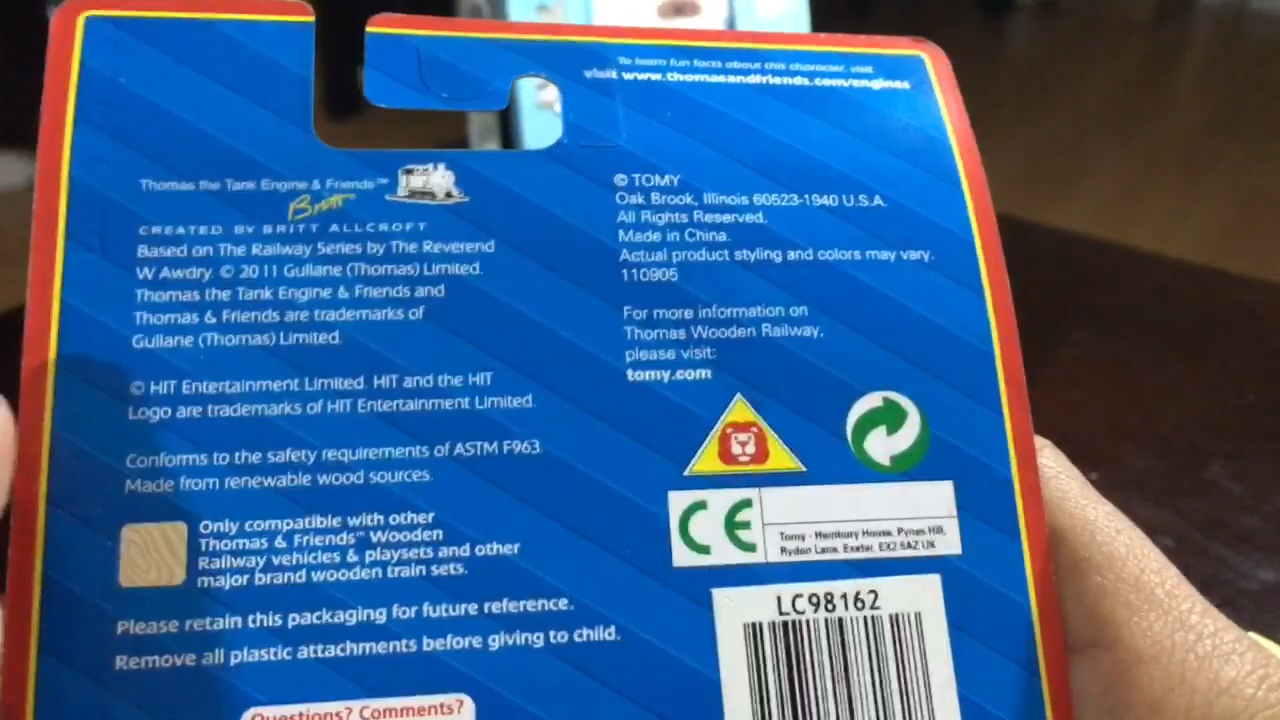 To learn fun facts about this character, visit
visit www.thomasandfriends.com/engines
Thomas the Tank Engine & Friends™
Britt
CREATED BY BRITT ALLCROFT
Based on The Railway Series by The Reverend
W Awdry. © 2011 Gullane (Thomas) Limited.
Thomas the Tank Engine & Friends and
Thomas & Friends are trademarks of
Gullane (Thomas) Limited.
© HIT Entertainment Limited. HIT and the HIT
Logo are trademarks of HIT Entertainment Limited.
Conforms to the safety requirements of ASTM F963.
Made from renewable wood sources.
Only compatible with other
Thomas & Friends™ Wooden
Railway vehicles & playsets and other
major brand wooden train sets.
Please retain this packaging for future reference.
Remove all plastic attachments before giving to child.
Questions? Comments?
© TOMY
Oak Brook, Illinois 60523-1940 U.S.A.
All Rights Reserved.
Made in China.
Actual product styling and colors may vary.
110905
For more information on
Thomas Wooden Railway,
please visit:
tomy.com
CE
Tomy - Hembury House, Pynes Hill,
Rydon Lane, Exeter, EX2 5AZ UK
LC98162